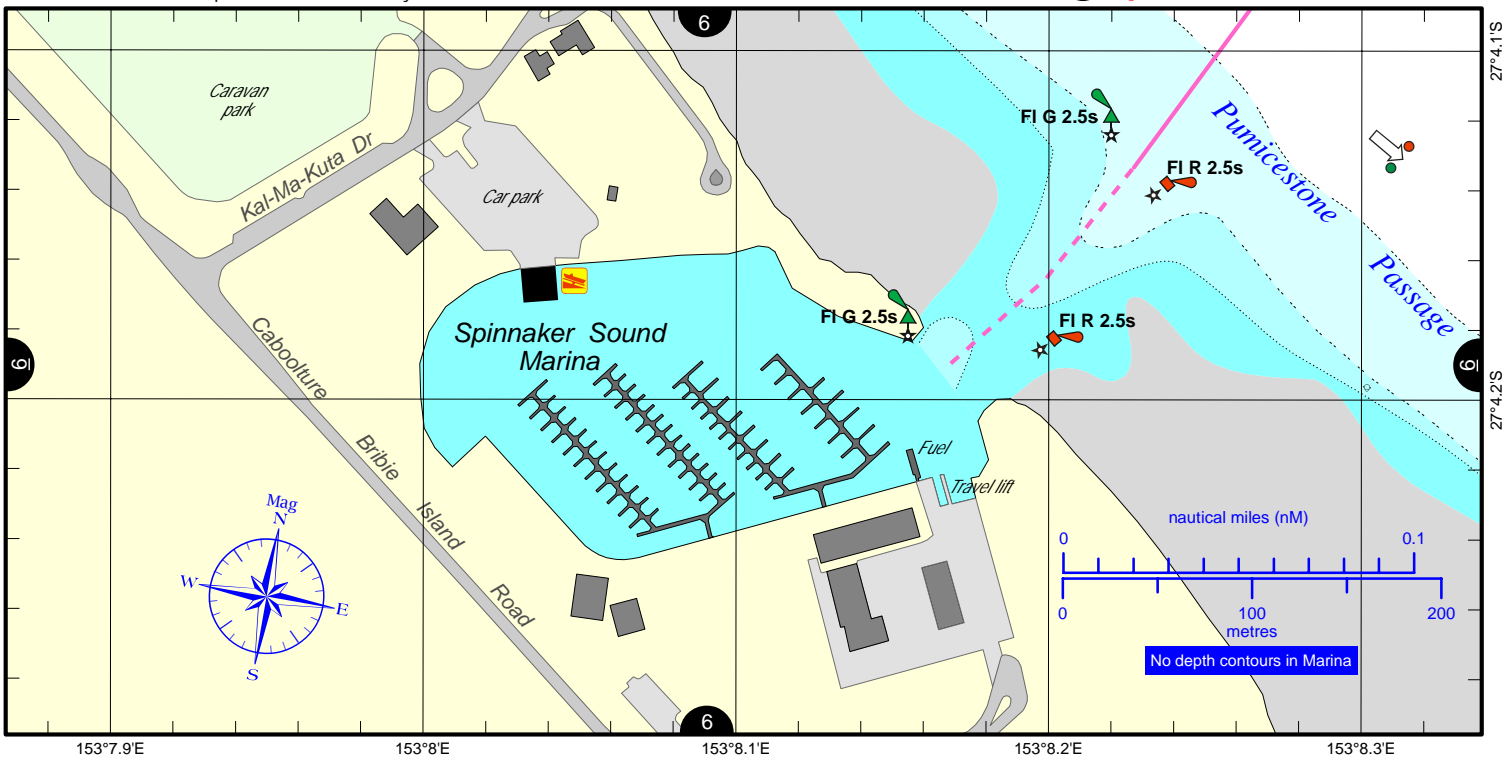 6
27°4.1'S
Caravan
park
Kal-Ma-Kuta Dr
Car park
Fl G 2.5s
Fl R 2.5s
Pumicestone
Passage
Fl G 2.5s
Fl R 2.5s
Spinnaker Sound
Marina
6
6
27°4.2'S
Caboolture
Bribie
Island
Road
Fuel
Travel lift
Mag
N
W
E
S
nautical miles (nM)
0
0.1
0
100
200
metres
No depth contours in Marina
6
153°7.9'E
153°8'E
153°8.1'E
153°8.2'E
153°8.3'E